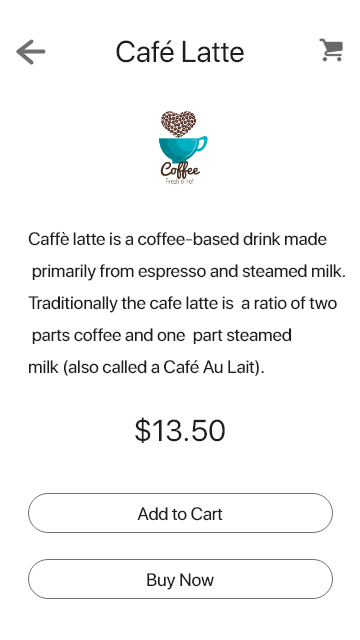 Café Latte
Coffee
Fresh & Hot
Caffè latte is a coffee-based drink made
primarily from espresso and steamed milk.
Traditionally the cafe latte is  a ratio of two
parts coffee and one  part steamed
milk (also called a Café Au Lait).
$13.50
Add to Cart
Buy Now